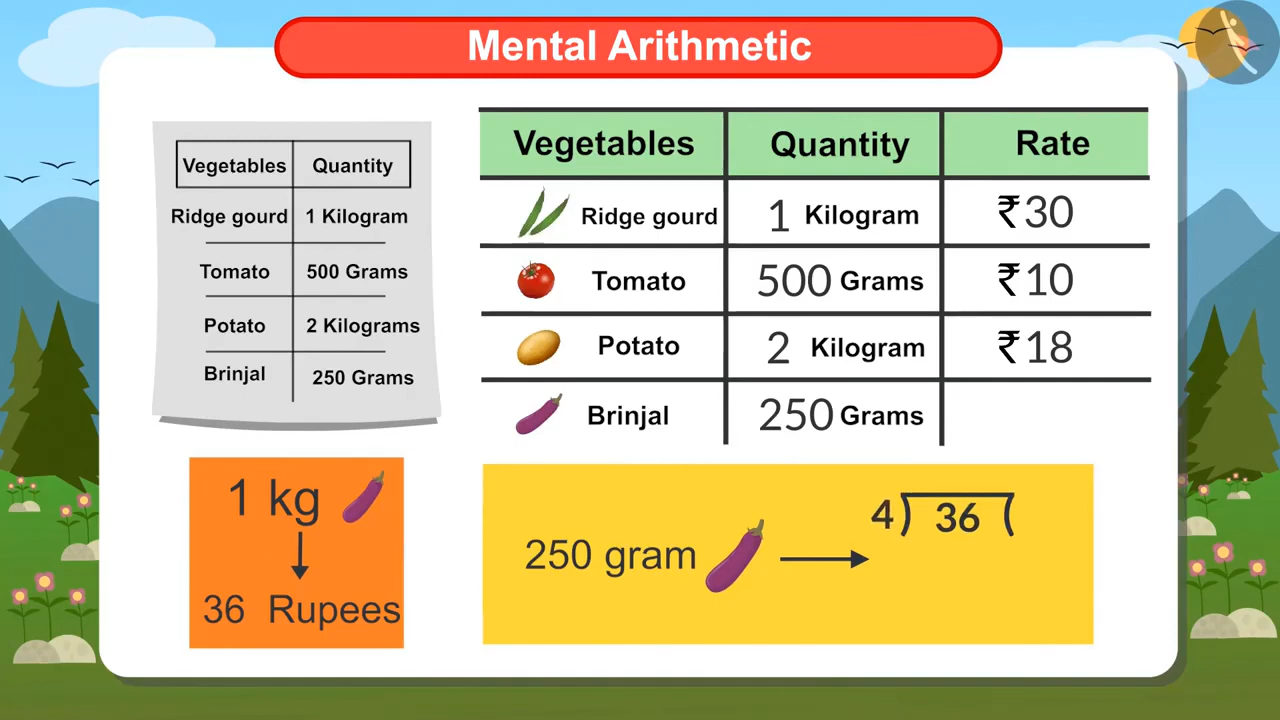 Mental Arithmetic
Vegetables Quantity
Ridge gourd 1 Kilogram
Tomato 500 Grams
Potato 2 Kilograms
Brinjal 250 Grams
Vegetables Quantity Rate
Ridge gourd 1 Kilogram ₹30
Tomato 500 Grams ₹10
Potato 2 Kilogram ₹18
Brinjal 250 Grams
1 kg
36 Rupees
250 gram
4) 36 (